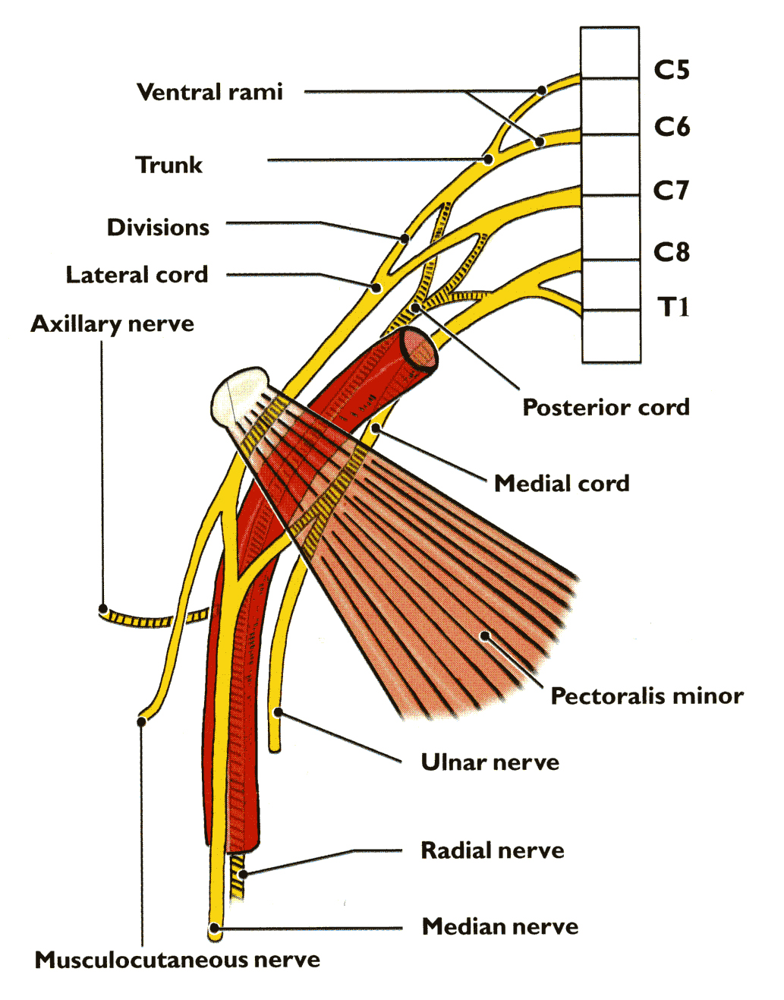 C5
Ventral rami
C6
Trunk
C7
Divisions
C8
Lateral cord
T1
Axillary nerve
Posterior cord
Medial cord
Pectoralis minor
Ulnar nerve
Radial nerve
Median nerve
Musculocutaneous nerve